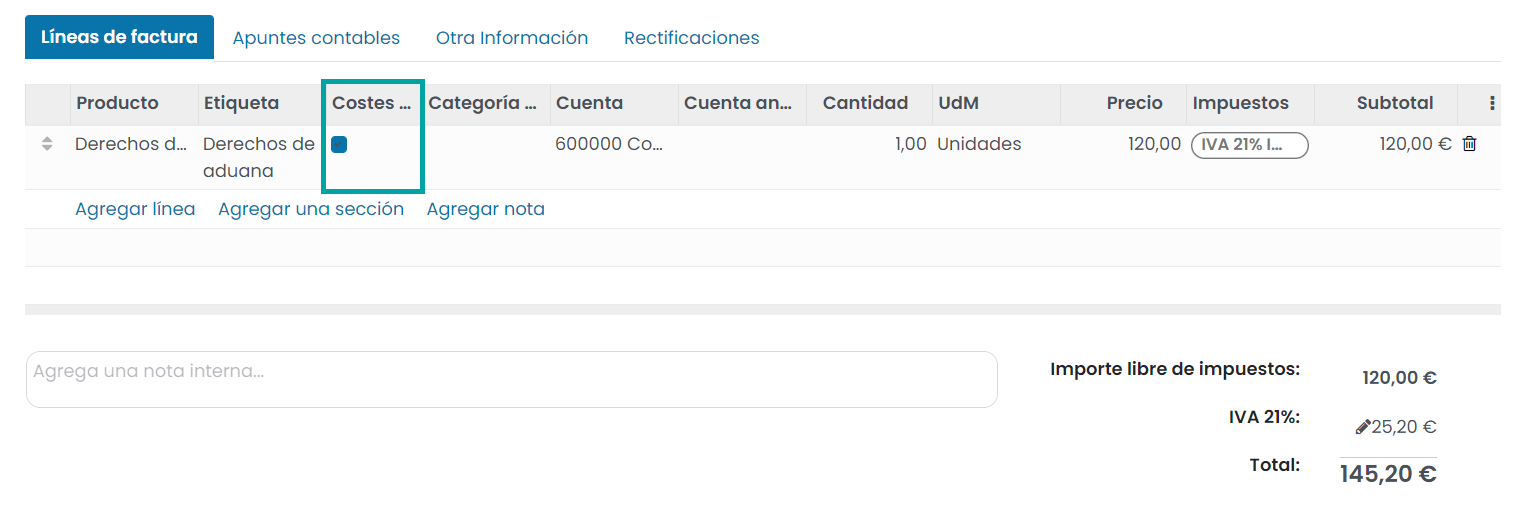 Líneas de factura Apuntes contables Otra Información Rectificaciones
Producto Etiqueta Costes ... Categoría ... Cuenta Cuenta an... Cantidad UdM Precio Impuestos Subtotal
Derechos d... Derechos de aduana 600000 Co... 1,00 Unidades 120,00 IVA 21% I... 120,00 €
Agregar línea Agregar una sección Agregar nota
Agrega una nota interna...
Importe libre de impuestos: 120,00 €
IVA 21%: 25,20 €
Total: 145,20 €